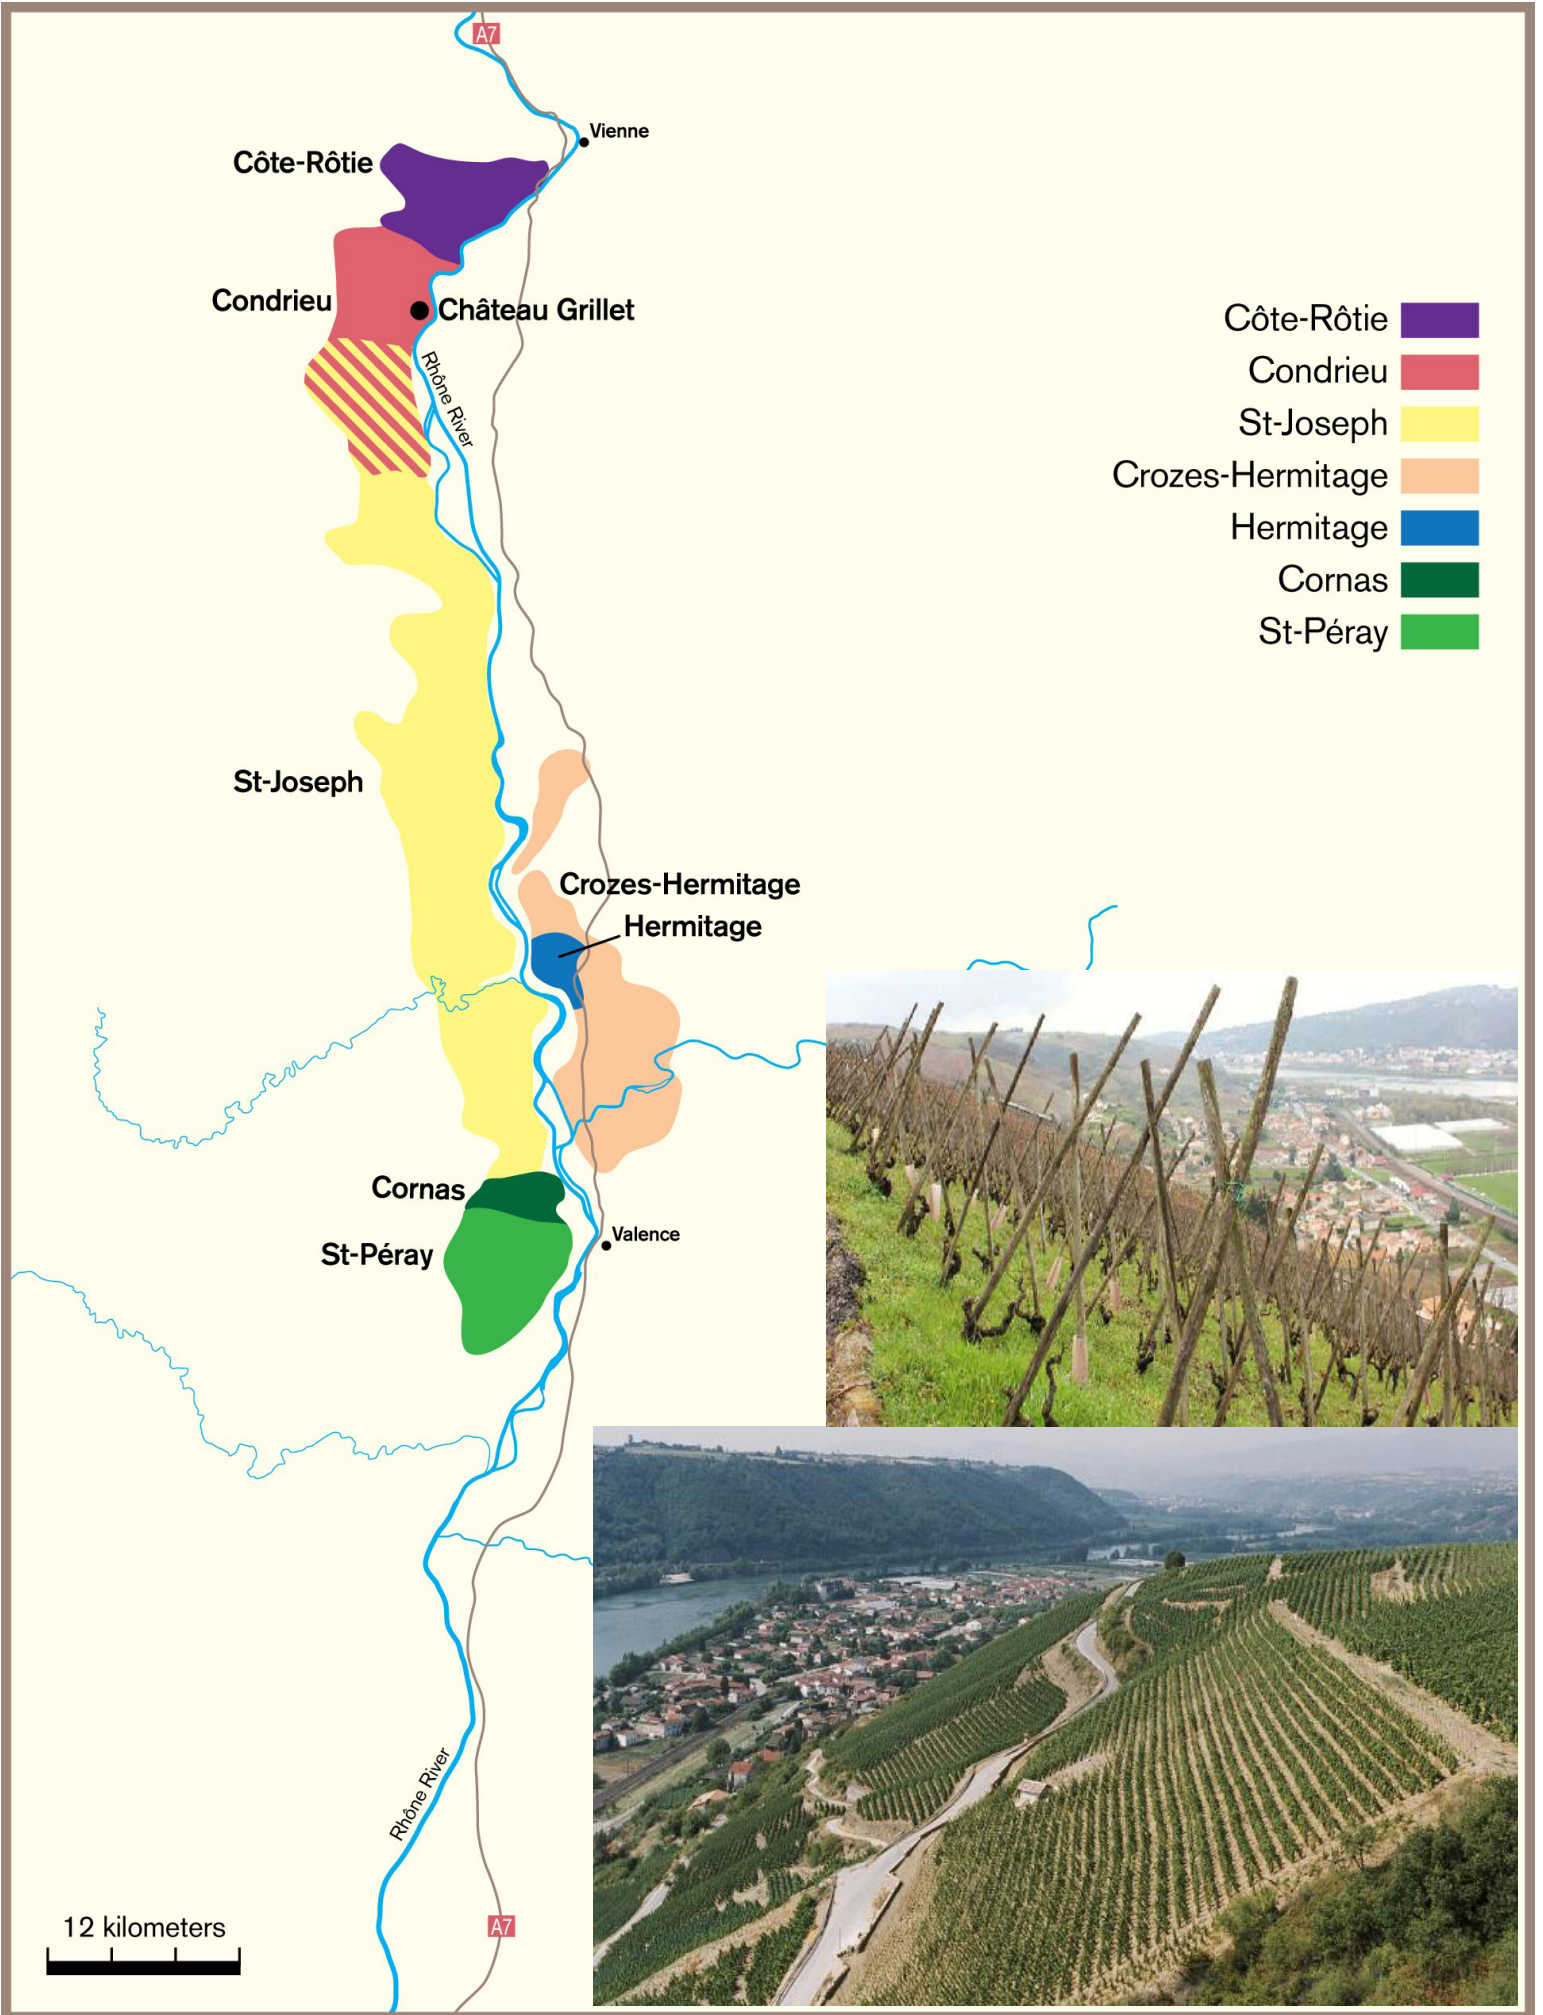 A7
Vienne
Côte-Rôtie
Condrieu
Château Grillet
Rhône River
Côte-Rôtie
Condrieu
St-Joseph
Crozes-Hermitage
Hermitage
Cornas
St-Péray
St-Joseph
Crozes-Hermitage
Hermitage
Cornas
St-Péray
Valence
Rhône River
12 kilometers
A7